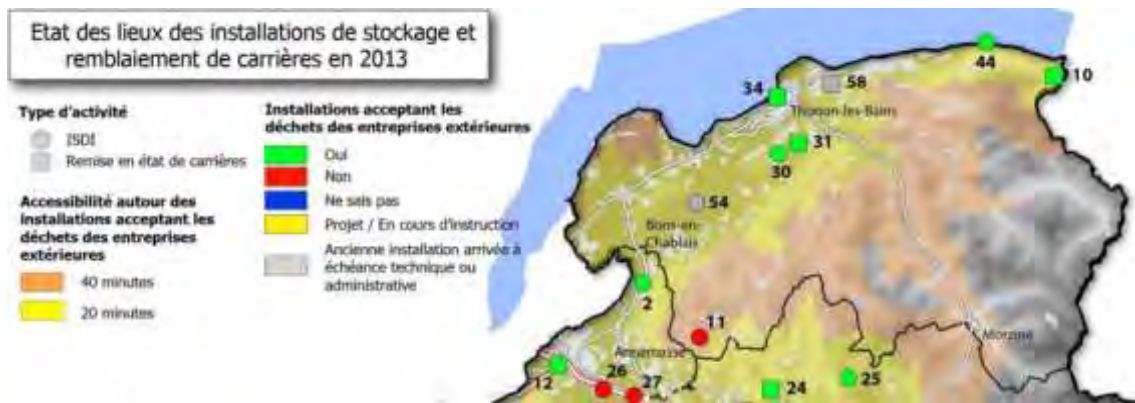 Etat des lieux des installations de stockage et
remblaiement de carrières en 2013
Type d'activité
ISDI
Remise en état de carrières
Accessibilité autour des
installations acceptant les
déchets des entreprises
extérieures
40 minutes
20 minutes
Installations acceptant les
déchets des entreprises extérieures
Oui
Non
Ne sais pas
Projet / En cours d'instruction
Ancienne installation arrivée à
échéance technique ou
administrative
44
10
34
58
Thonon-les-Bains
31
30
54
Bons-en-
Chablais
2
11
Morzine
Annemasse
12
26
27
24
25